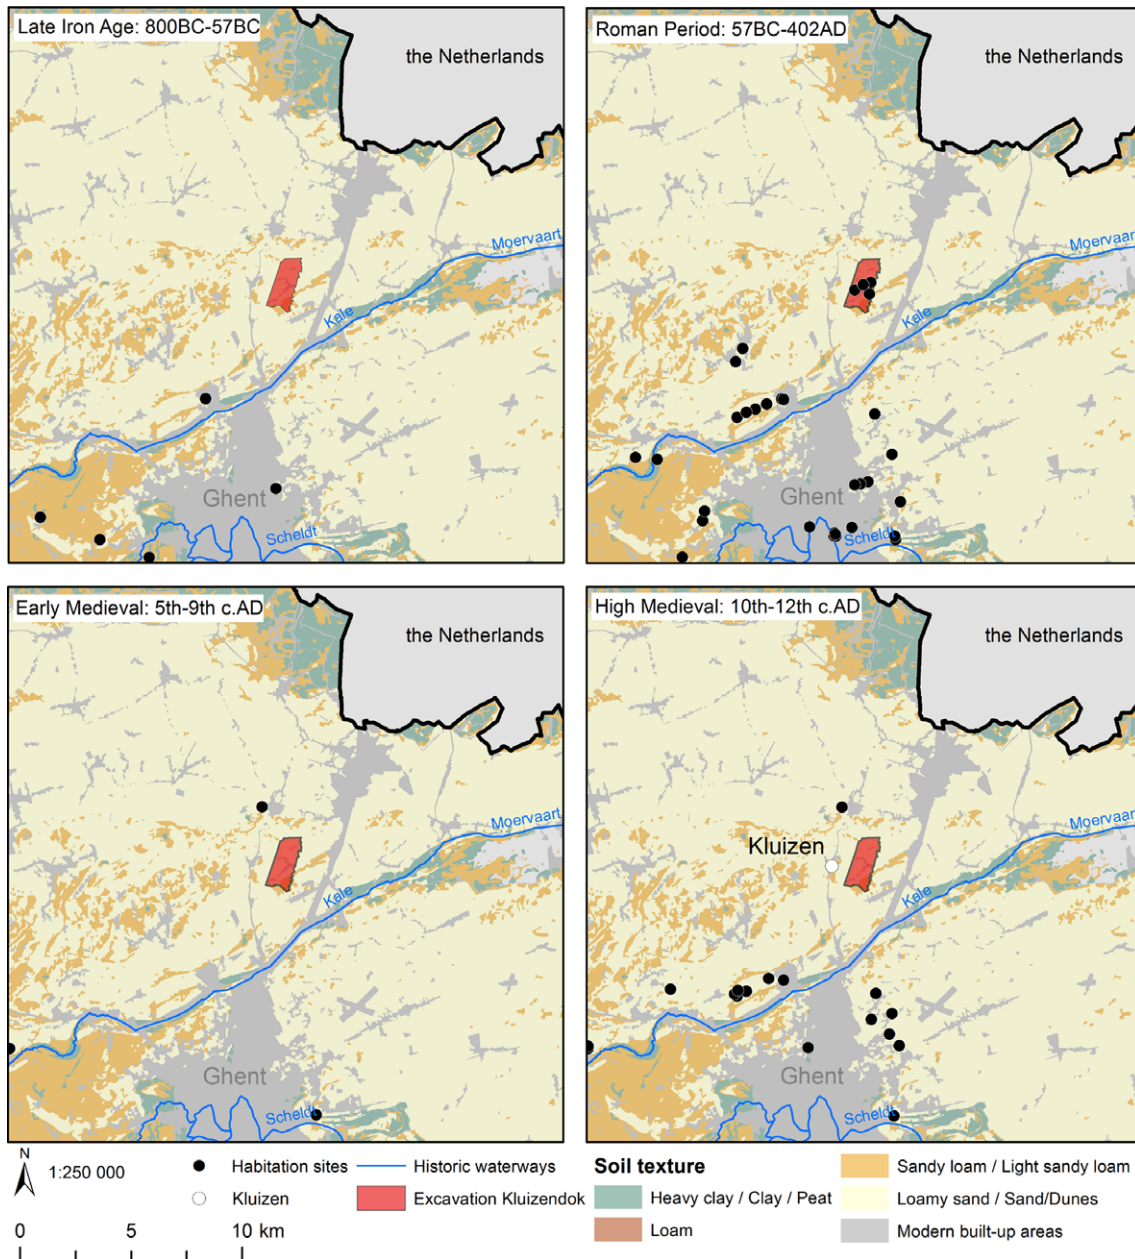 Late Iron Age: 800BC-57BC
the Netherlands
Moervaart
Kale
Ghent
Scheldt
Roman Period: 57BC-402AD
the Netherlands
Moervaart
Kale
Ghent
Scheldt
Early Medieval: 5th-9th c.AD
the Netherlands
Moervaart
Kale
Ghent
Scheldt
High Medieval: 10th-12th c.AD
the Netherlands
Moervaart
Kluizen
Kale
Ghent
Scheldt
N
1:250 000
0 5 10 km
Habitation sites
Kluizen
Historic waterways
Excavation Kluizendok
Soil texture
Heavy clay / Clay / Peat
Loam
Sandy loam / Light sandy loam
Loamy sand / Sand/Dunes
Modern built-up areas